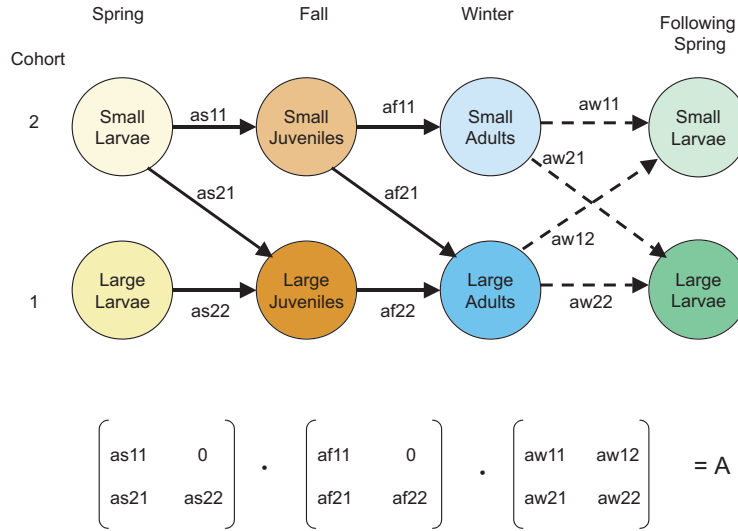 Spring Fall Winter Following
Spring
Cohort
2 Small Larvae as11 Small Juveniles af11 Small Adults aw11 Small Larvae
as21 af21 aw21
aw12
1 Large Larvae as22 Large Juveniles af22 Large Adults aw22 Large Larvae
as11 0 . af11 0 . aw11 aw12 = A
as21 as22 af21 af22 aw21 aw22